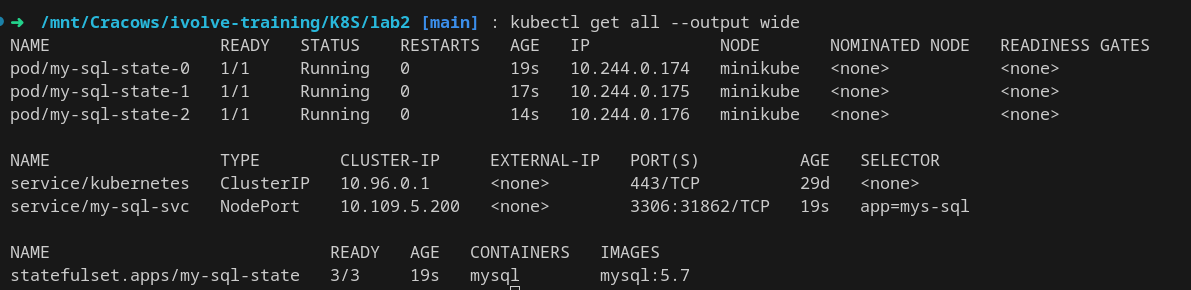 ➜ /mnt/Cracows/ivolve-training/K8S/lab2 [main] : kubectl get all --output wide
NAME READY STATUS RESTARTS AGE IP NODE NOMINATED NODE READINESS GATES
pod/my-sql-state-0 1/1 Running 0 19s 10.244.0.174 minikube <none> <none>
pod/my-sql-state-1 1/1 Running 0 17s 10.244.0.175 minikube <none> <none>
pod/my-sql-state-2 1/1 Running 0 14s 10.244.0.176 minikube <none> <none>
NAME TYPE CLUSTER-IP EXTERNAL-IP PORT(S) AGE SELECTOR
service/kubernetes ClusterIP 10.96.0.1 <none> 443/TCP 29d <none>
service/my-sql-svc NodePort 10.109.5.200 <none> 3306:31862/TCP 19s app=mys-sql
NAME READY AGE CONTAINERS IMAGES
statefulset.apps/my-sql-state 3/3 19s mysql mysql:5.7